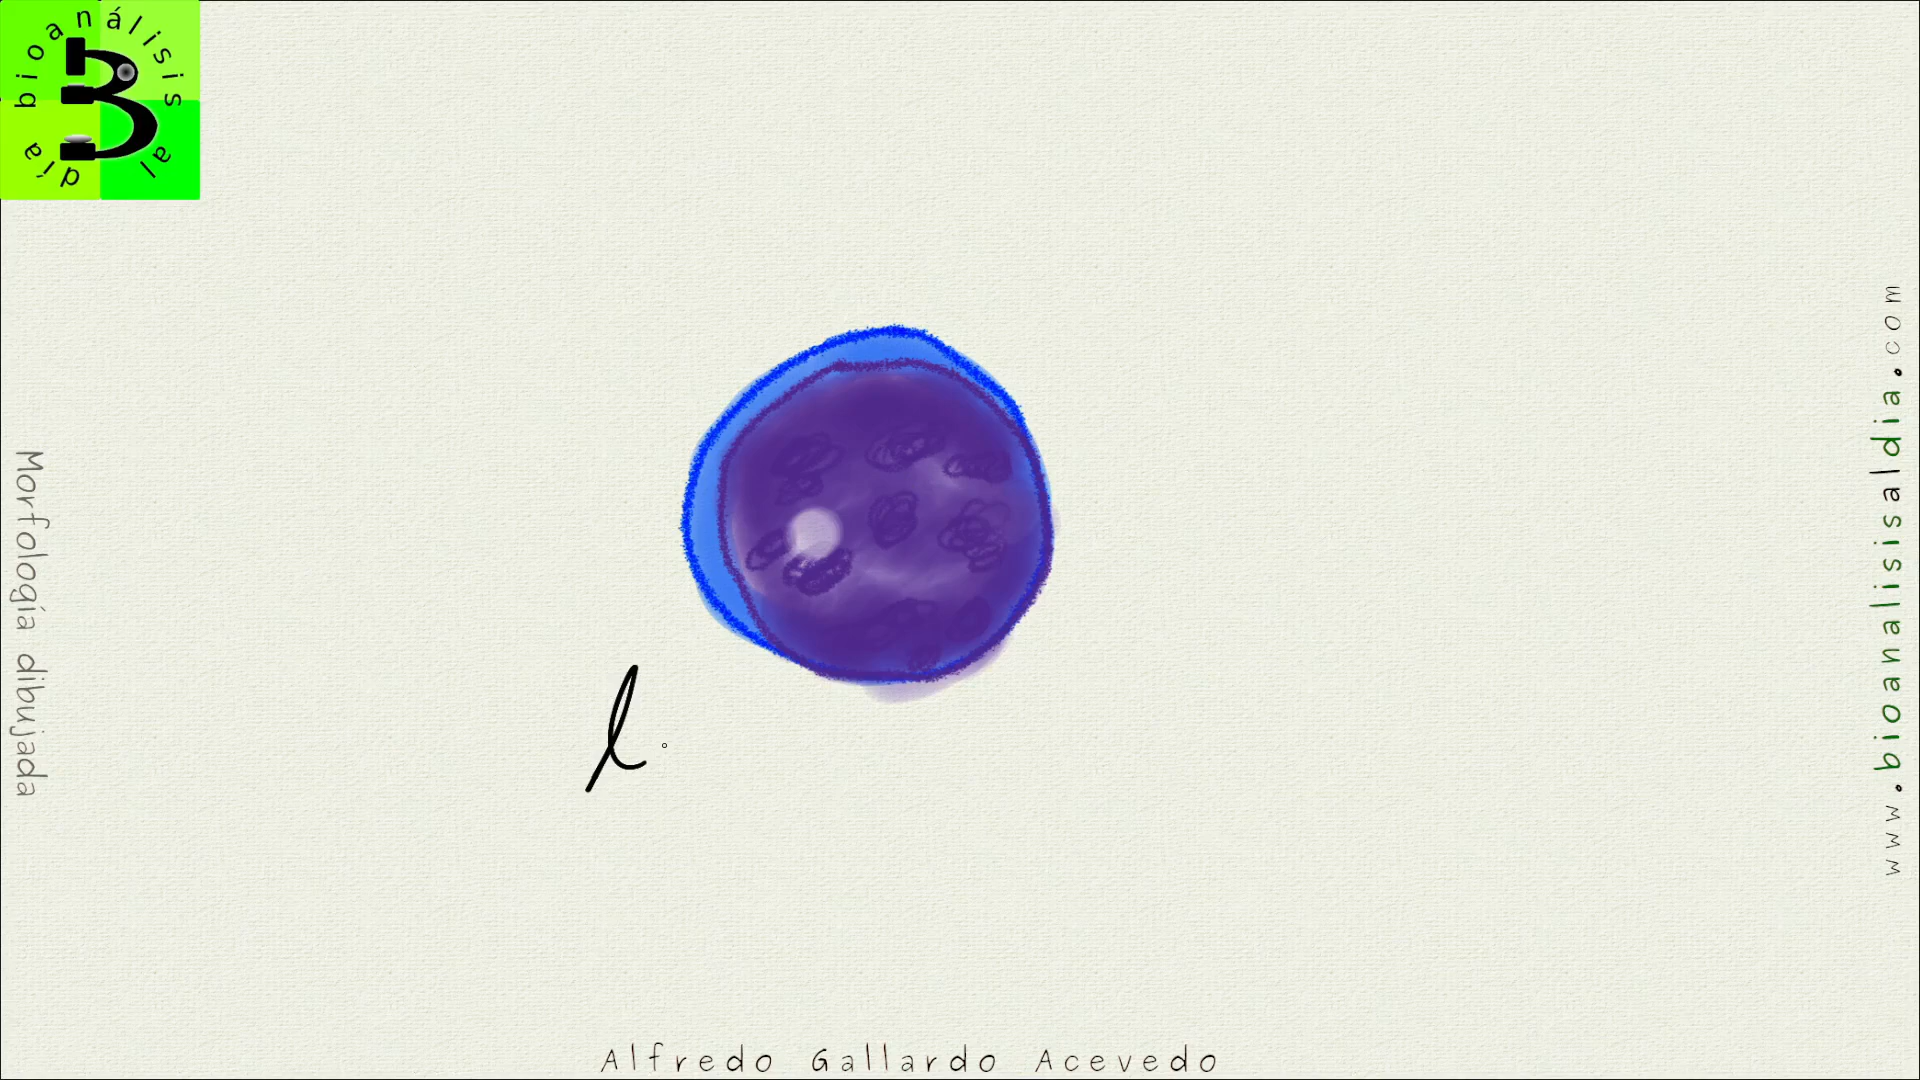 bioanálisis al día
Morfología dibujada
l
www.bioanalisisaldia.com
Alfredo Gallardo Acevedo